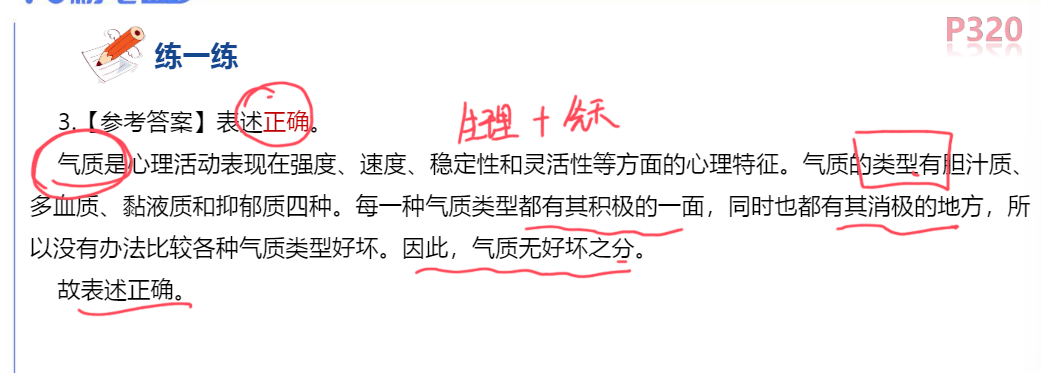 P320
练一练
3.【参考答案】表述正确。
生理+先天
气质是心理活动表现在强度、速度、稳定性和灵活性等方面的心理特征。气质的类型有胆汁质、
多血质、黏液质和抑郁质四种。每一种气质类型都有其积极的一面，同时也都有其消极的地方，所
以没有办法比较各种气质类型好坏。因此，气质无好坏之分。
故表述正确。